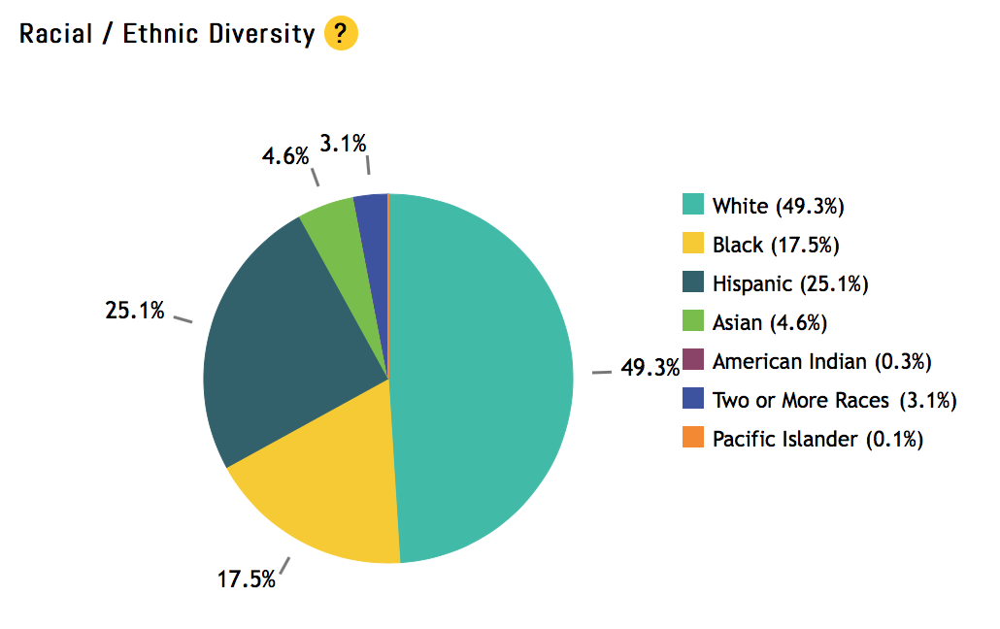 Racial / Ethnic Diversity ?
3.1%
4.6%
25.1%
49.3%
17.5%
White (49.3%)
Black (17.5%)
Hispanic (25.1%)
Asian (4.6%)
American Indian (0.3%)
Two or More Races (3.1%)
Pacific Islander (0.1%)